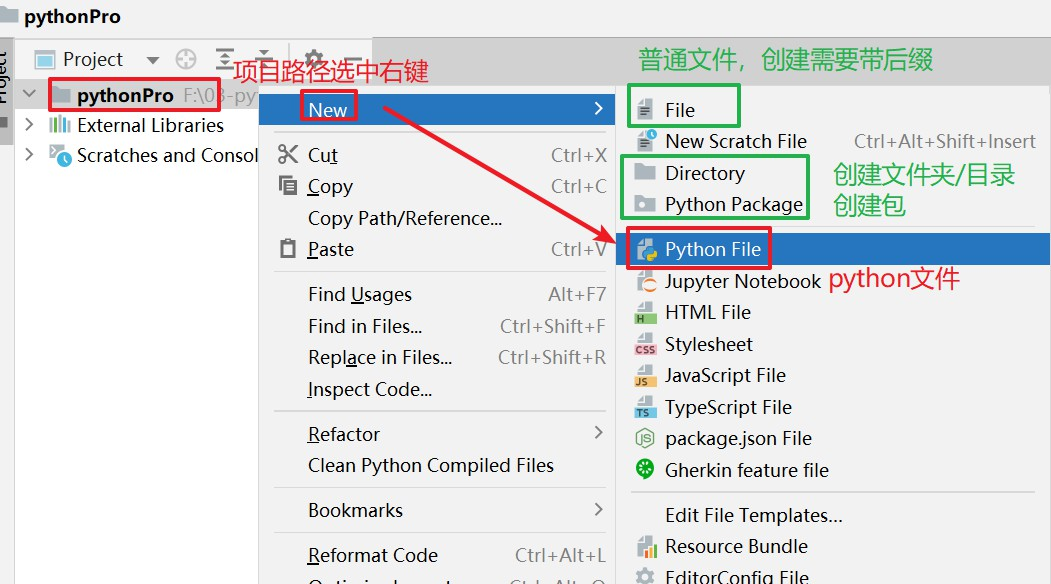 pythonPro
Project
Project
项目路径选中右键
pythonPro F:\03-py
External Libraries
Scratches and Consol
New
Cut Ctrl+X
Copy Ctrl+C
Copy Path/Reference...
Paste Ctrl+V
Find Usages Alt+F7
Find in Files... Ctrl+Shift+F
Replace in Files... Ctrl+Shift+R
Inspect Code...
Refactor
Clean Python Compiled Files
Bookmarks
Reformat Code Ctrl+Alt+L
普通文件，创建需要带后缀
File
New Scratch File Ctrl+Alt+Shift+Insert
Directory
Python Package
创建文件夹/目录
创建包
Python File
Jupyter Notebook
python文件
HTML File
Stylesheet
JavaScript File
TypeScript File
package.json File
Gherkin feature file
Edit File Templates...
Resource Bundle
EditorConfig File